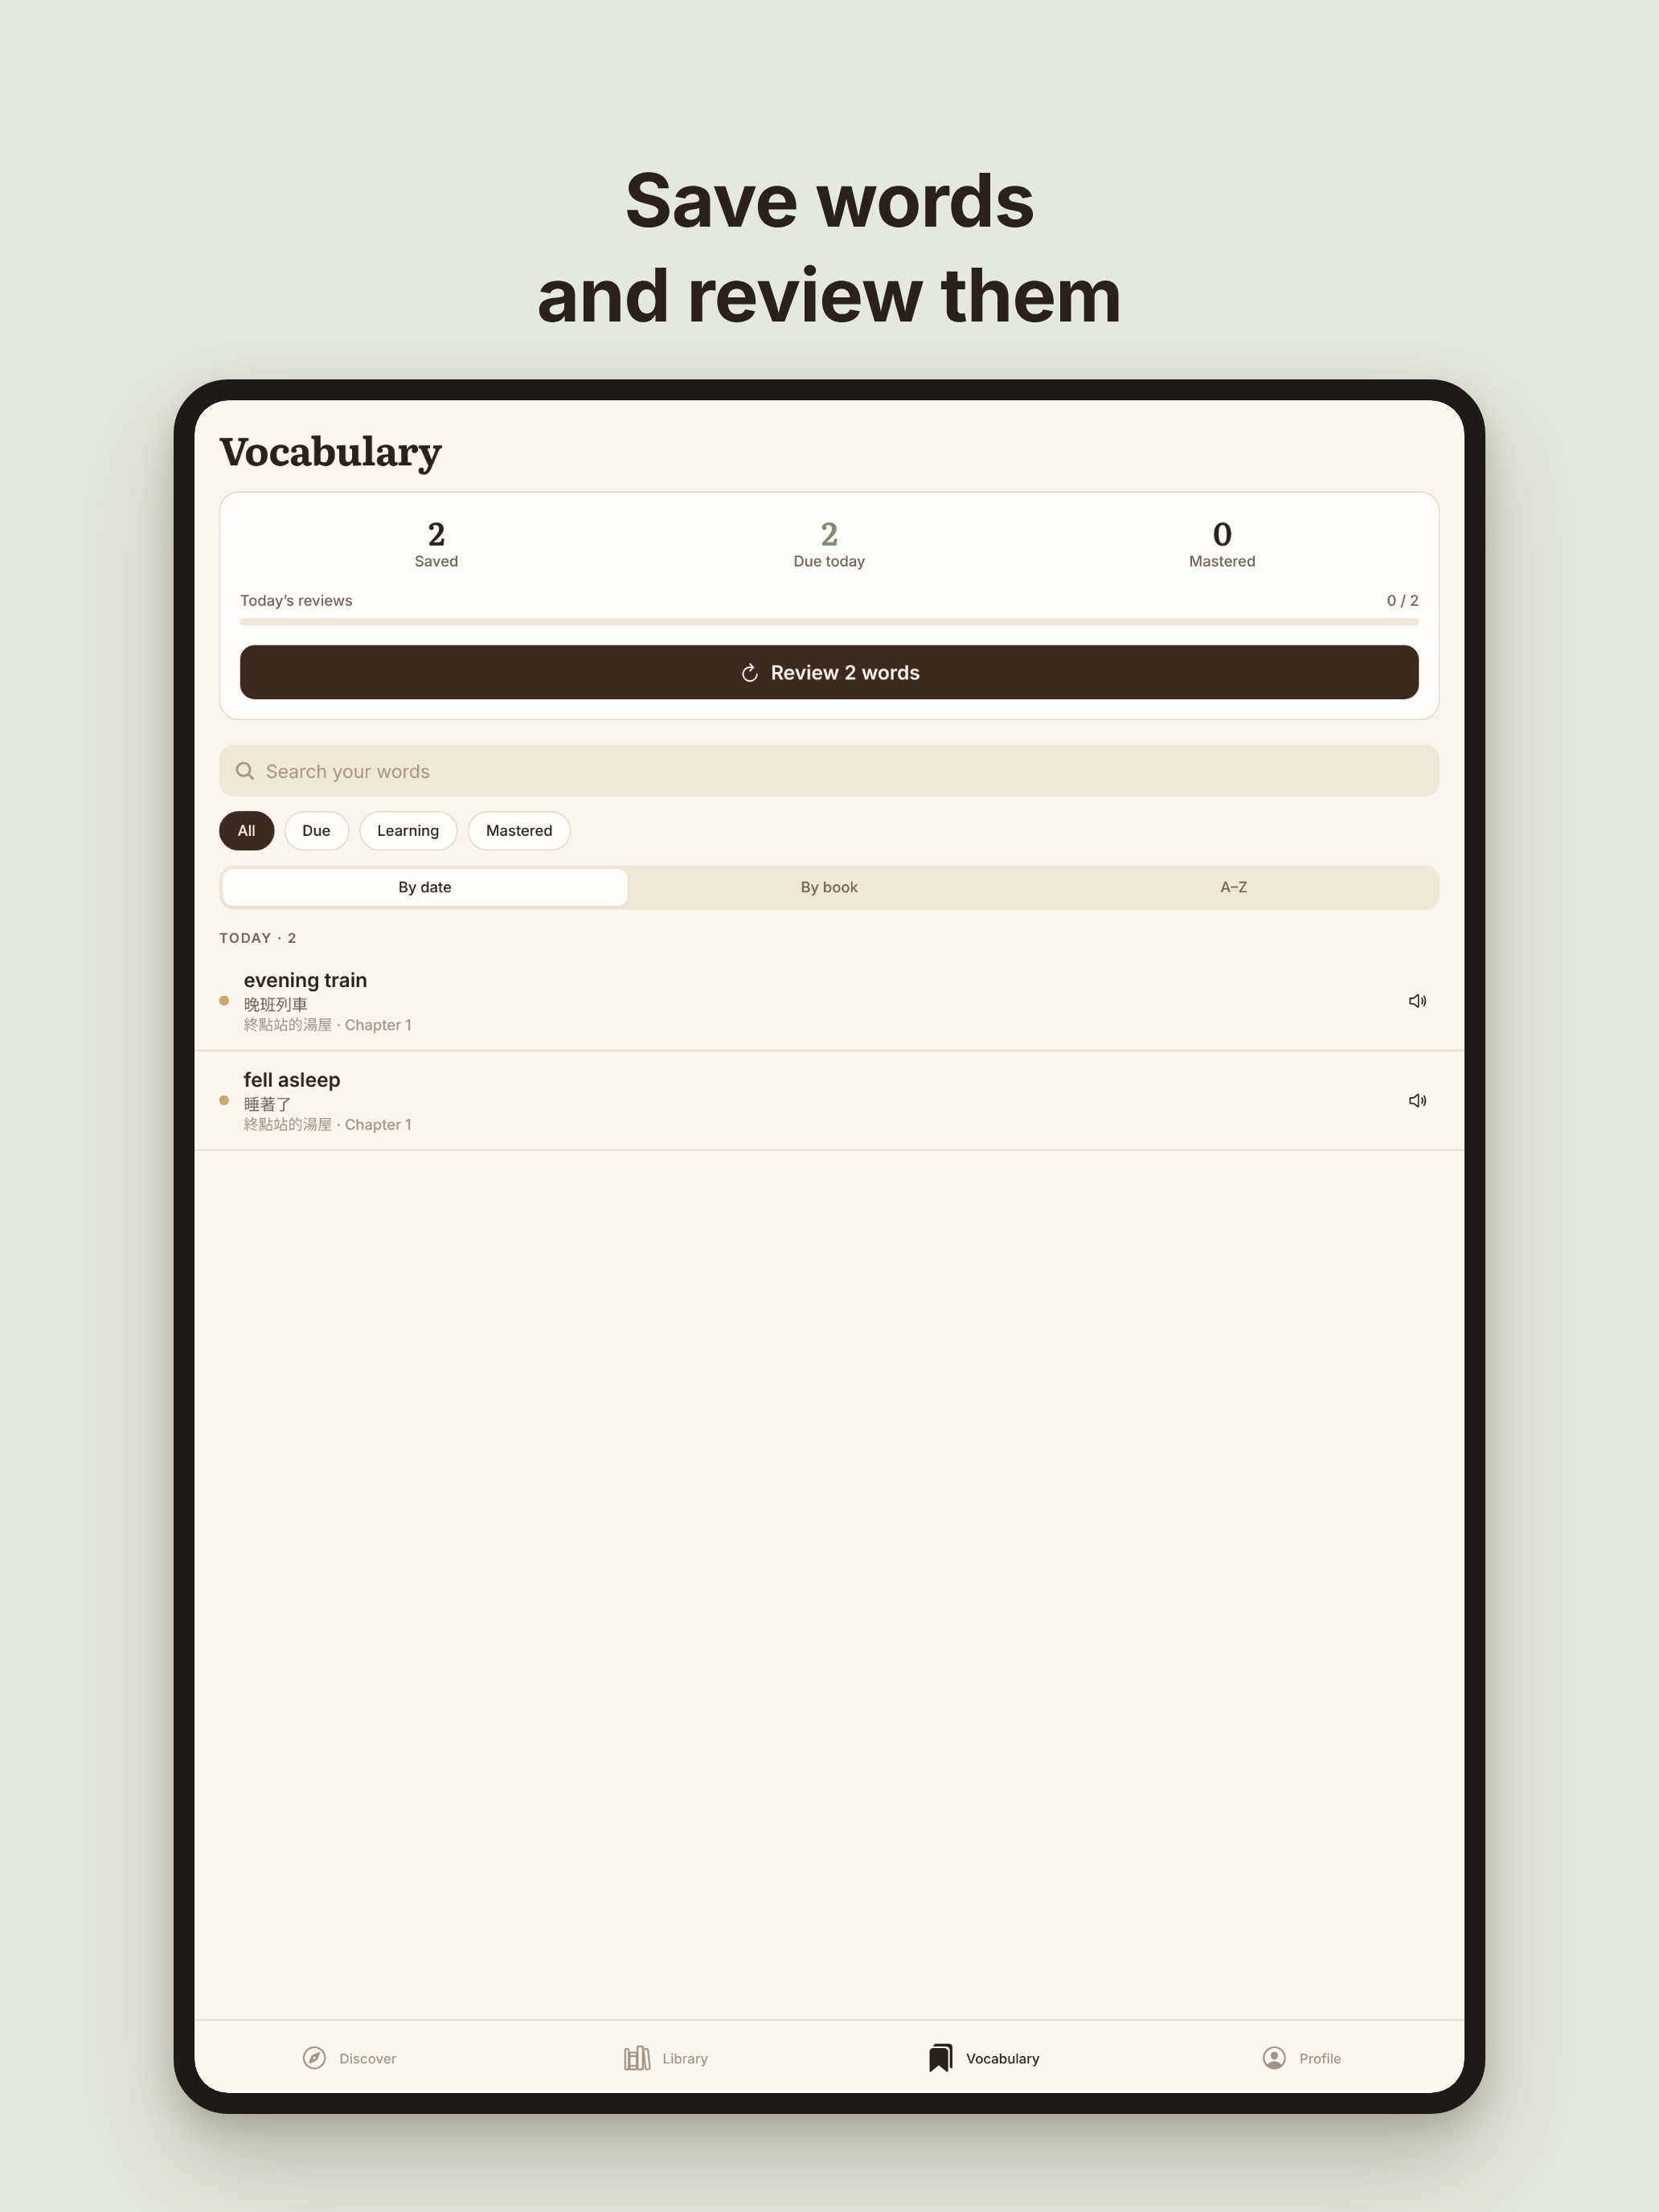 Save words
and review them
Vocabulary
2
Saved
2
Due today
0
Mastered
Today’s reviews
0 / 2
Review 2 words
Search your words
All
Due
Learning
Mastered
By date
By book
A–Z
TODAY · 2
evening train
晚班列車
終點站的湯屋 · Chapter 1
fell asleep
睡著了
終點站的湯屋 · Chapter 1
Discover
Library
Vocabulary
Profile